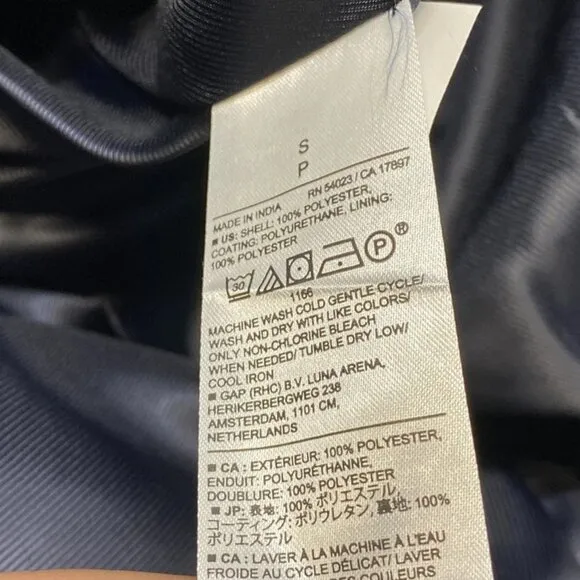 S
P
MADE IN INDIA RN 54023 / CA 17897
■ US: SHELL: 100% POLYESTER,
COATING: POLYURETHANE, LINING:
100% POLYESTER
30 P ®
1166
MACHINE WASH COLD GENTLE CYCLE/
WASH AND DRY WITH LIKE COLORS/
ONLY NON-CHLORINE BLEACH
WHEN NEEDED/ TUMBLE DRY LOW/
COOL IRON
■ GAP (RHC) B.V. LUNA ARENA,
HERIKERBERGWEG 238
AMSTERDAM, 1101 CM,
NETHERLANDS
■ CA : EXTÉRIEUR: 100% POLYESTER,
ENDUIT: POLYURÉTHANNE,
DOUBLURE: 100% POLYESTER
■ JP: 表地: 100% ポリエステル,
コーティング: ポリウレタン, 裏地: 100%
ポリエステル
■ CA : LAVER À LA MACHINE À L'EAU
FROIDE AU CYCLE DÉLICAT/ LAVER
COULEURS